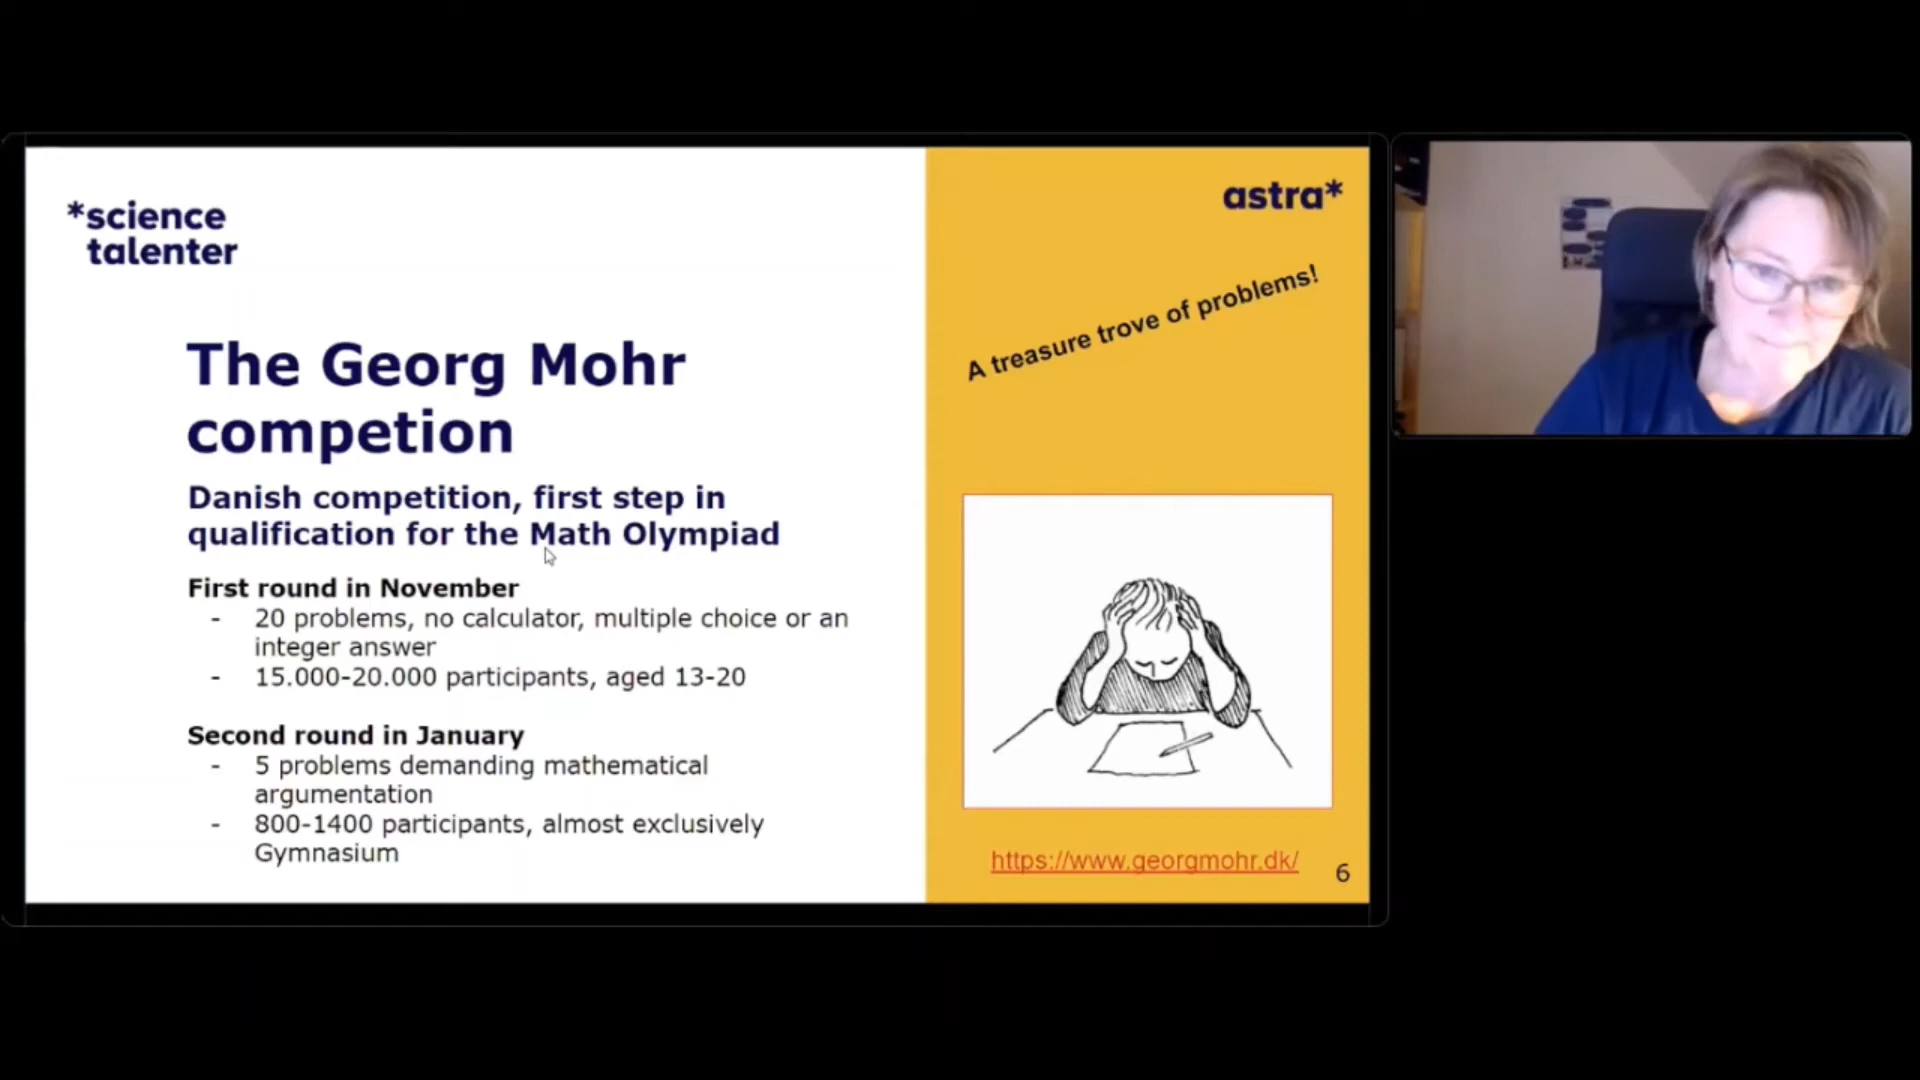 *science
talenter
The Georg Mohr
competion
Danish competition, first step in
qualification for the Math Olympiad
First round in November
- 20 problems, no calculator, multiple choice or an
integer answer
- 15.000-20.000 participants, aged 13-20
Second round in January
- 5 problems demanding mathematical
argumentation
- 800-1400 participants, almost exclusively
Gymnasium
astra*
A treasure trove of problems!
https://www.georgmohr.dk/
6